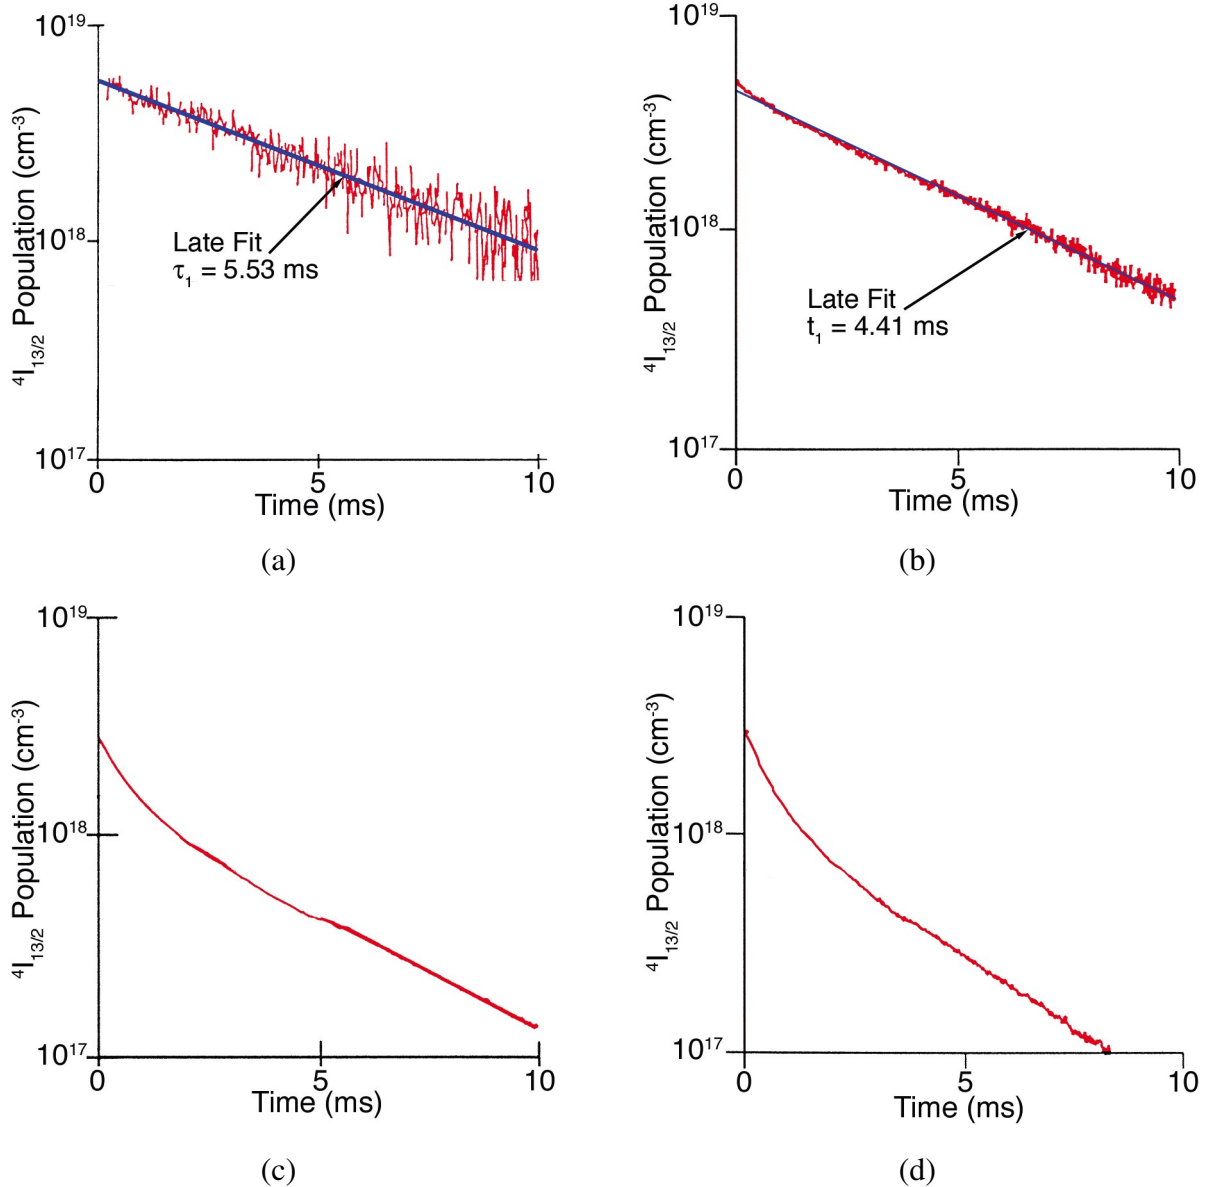 10¹⁹
⁴I₁₃/₂ Population (cm⁻³)
10¹⁸
Late Fit
τ₁ = 5.53 ms
10¹⁷
0 5 10
Time (ms)
(a)
10¹⁹
⁴I₁₃/₂ Population (cm⁻³)
10¹⁸
Late Fit
t₁ = 4.41 ms
10¹⁷
0 5 10
Time (ms)
(b)
10¹⁹
⁴I₁₃/₂ Population (cm⁻³)
10¹⁸
10¹⁷
0 5 10
Time (ms)
(c)
10¹⁹
⁴I₁₃/₂ Population (cm⁻³)
10¹⁸
10¹⁷
0 5 10
Time (ms)
(d)